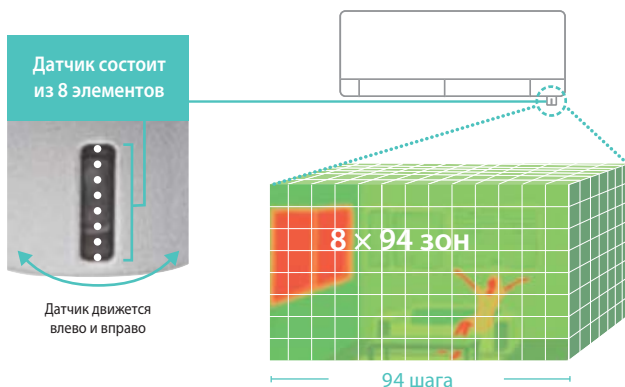 Датчик состоит
из 8 элементов
8 × 94 зон
Датчик движется
влево и вправо
94 шага